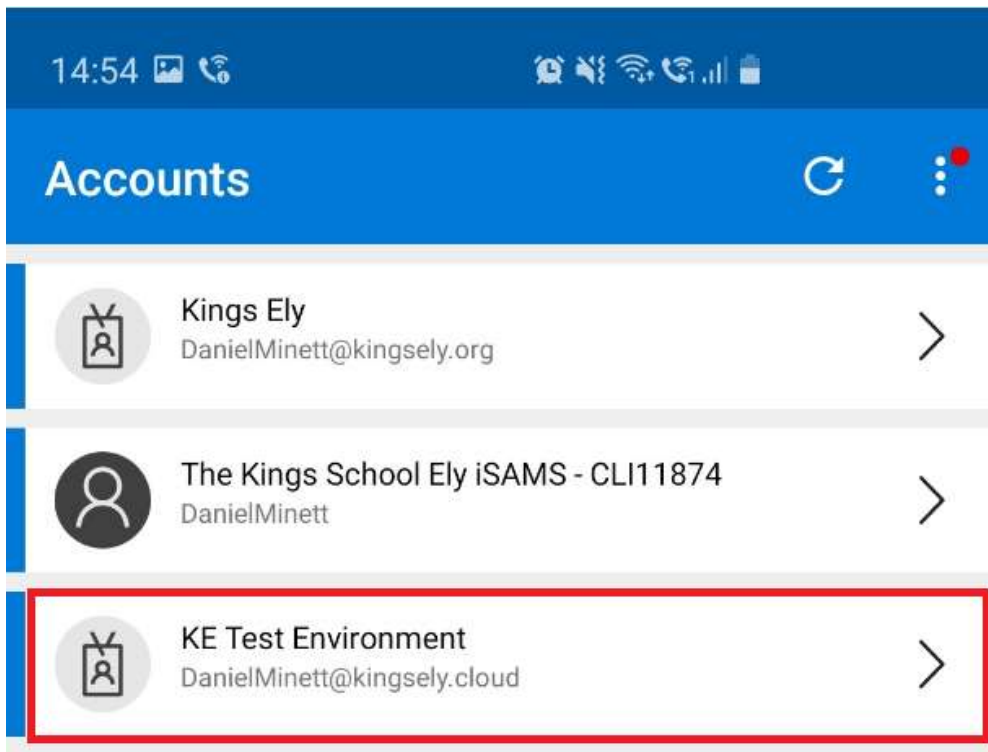 14:54
Accounts
Kings Ely
DanielMinett@kingsely.org
The Kings School Ely iSAMS - CLI11874
DanielMinett
KE Test Environment
DanielMinett@kingsely.cloud